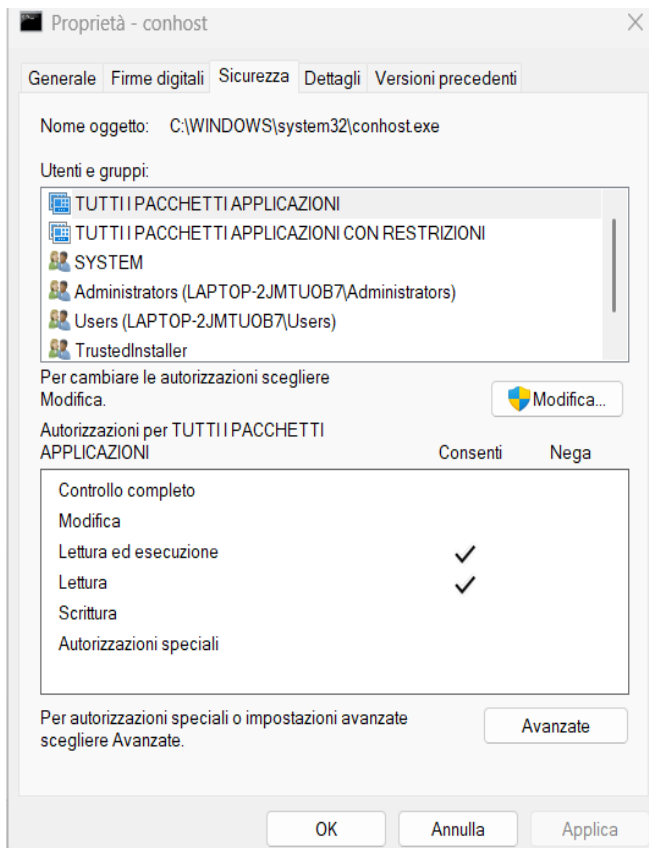 Proprietà - conhost
Generale Firme digitali Sicurezza Dettagli Versioni precedenti
Nome oggetto: C:\WINDOWS\system32\conhost.exe
Utenti e gruppi:
TUTTI I PACCHETTI APPLICAZIONI
TUTTI I PACCHETTI APPLICAZIONI CON RESTRIZIONI
SYSTEM
Administrators (LAPTOP-2JMTUOB7\Administrators)
Users (LAPTOP-2JMTUOB7\Users)
TrustedInstaller
Per cambiare le autorizzazioni scegliere
Modifica.
Modifica...
Autorizzazioni per TUTTI I PACCHETTI
APPLICAZIONI Consenti Nega
Controllo completo
Modifica
Lettura ed esecuzione
Lettura
Scrittura
Autorizzazioni speciali
Per autorizzazioni speciali o impostazioni avanzate
scegliere Avanzate.
Avanzate
OK Annulla Applica